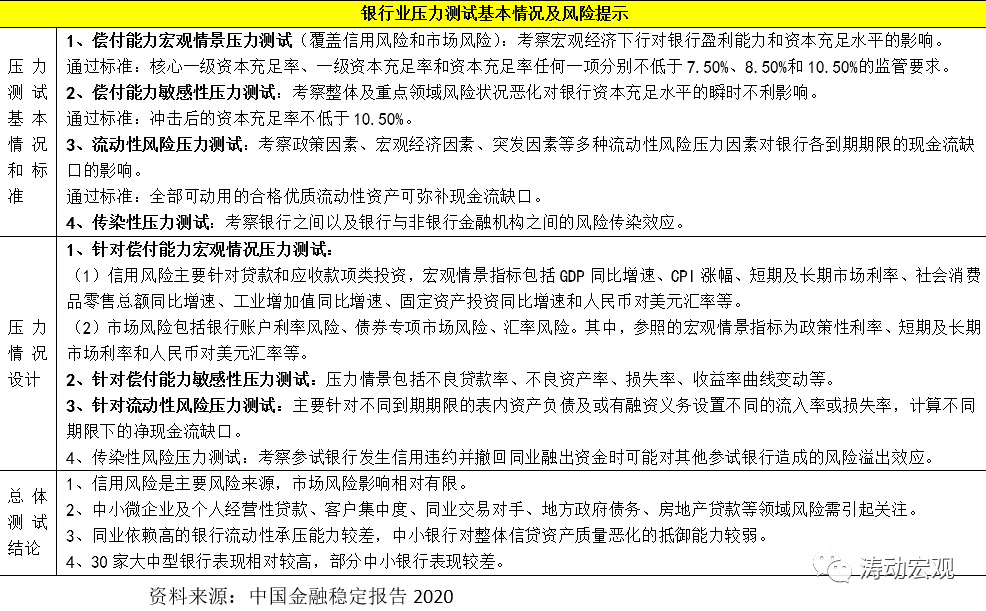 银行业压力测试基本情况及风险提示
压力测试基本情况和标准
1、偿付能力宏观情景压力测试（覆盖信用风险和市场风险）：考察宏观经济下行对银行盈利能力和资本充足水平的影响。
通过标准：核心一级资本充足率、一级资本充足率和资本充足率任何一项分别不低于7.50%、8.50%和10.50%的监管要求。
2、偿付能力敏感性压力测试：考察整体及重点领域风险状况恶化对银行资本充足水平的瞬时不利影响。
通过标准：冲击后的资本充足率不低于10.50%。
3、流动性风险压力测试：考察政策因素、宏观经济因素、突发因素等多种流动性风险压力因素对银行各到期期限的现金流缺
口的影响。
通过标准：全部可动用的合格优质流动性资产可弥补现金流缺口。
4、传染性压力测试：考察银行之间以及银行与非银行金融机构之间的风险传染效应。
压力情况设计
1、针对偿付能力宏观情况压力测试：
（1）信用风险主要针对贷款和应收款项类投资，宏观情景指标包括GDP同比增速、CPI涨幅、短期及长期市场利率、社会消费
品零售总额同比增速、工业增加值同比增速、固定资产投资同比增速和人民币对美元汇率等。
（2）市场风险包括银行账户利率风险、债券专项市场风险、汇率风险。其中，参照的宏观情景指标为政策性利率、短期及长期
市场利率和人民币对美元汇率等。
2、针对偿付能力敏感性压力测试：压力情景包括不良贷款率、不良资产率、损失率、收益率曲线变动等。
3、针对流动性风险压力测试：主要针对不同到期期限的表内资产负债及或有融资义务设置不同的流入率或损失率，计算不同
期限下的净现金流缺口。
4、传染性风险压力测试：考察参试银行发生信用违约并撤回同业融出资金时可能对其他参试银行造成的风险溢出效应。
总体测试结论
1、信用风险是主要风险来源，市场风险影响相对有限。
2、中小微企业及个人经营性贷款、客户集中度、同业交易对手、地方政府债务、房地产贷款等领域风险需引起关注。
3、同业依赖高的银行流动性承压能力较差，中小银行对整体信贷资产质量恶化的抵御能力较弱。
4、30家大中型银行表现相对较高，部分中小银行表现较差。
涛动宏观
资料来源：中国金融稳定报告2020